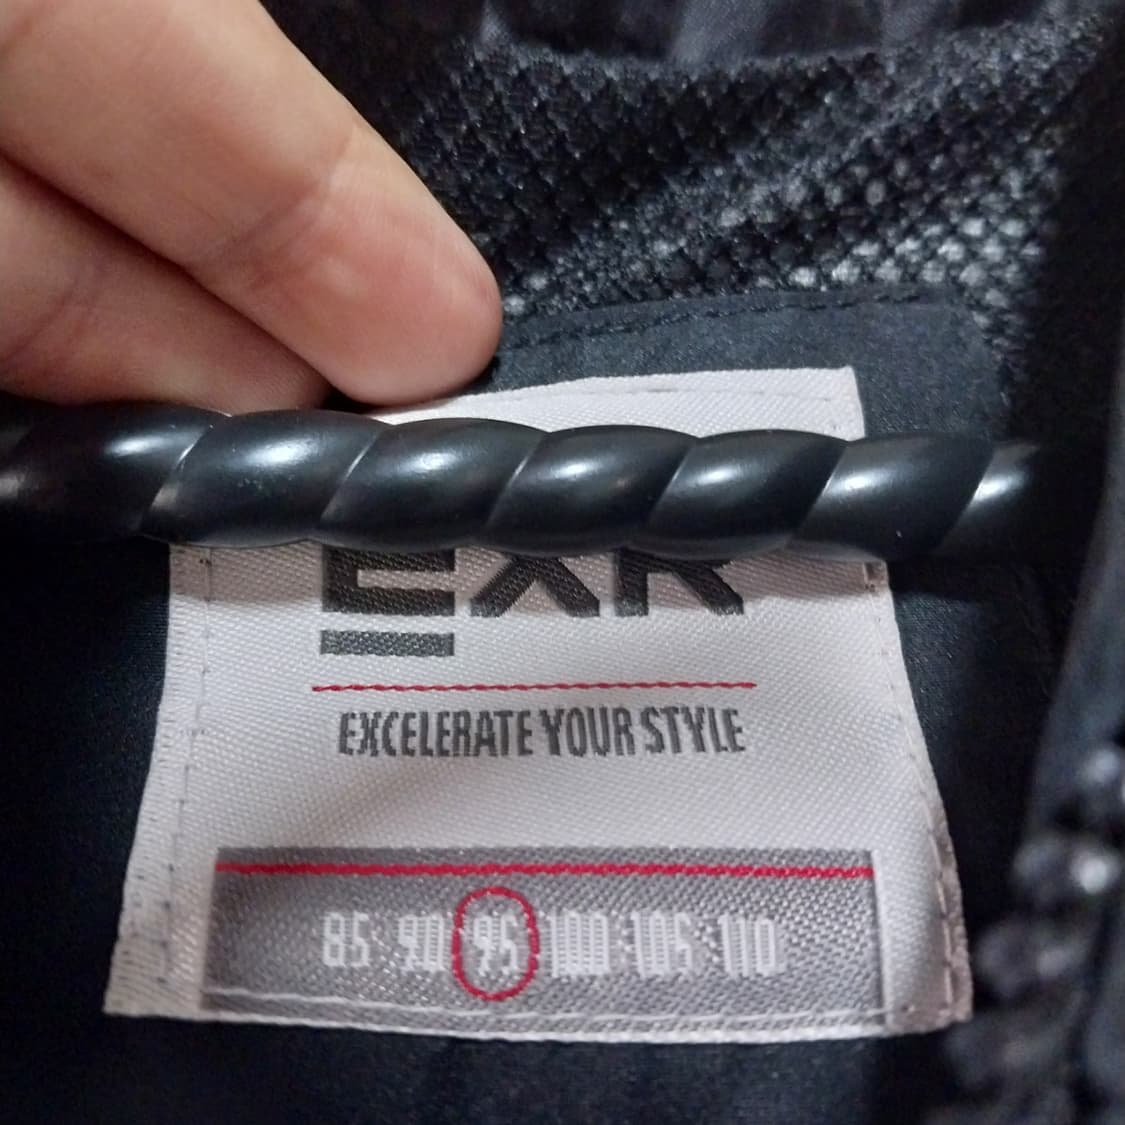 EXR
EXCELERATE YOUR STYLE
85 90 95 100 105 110